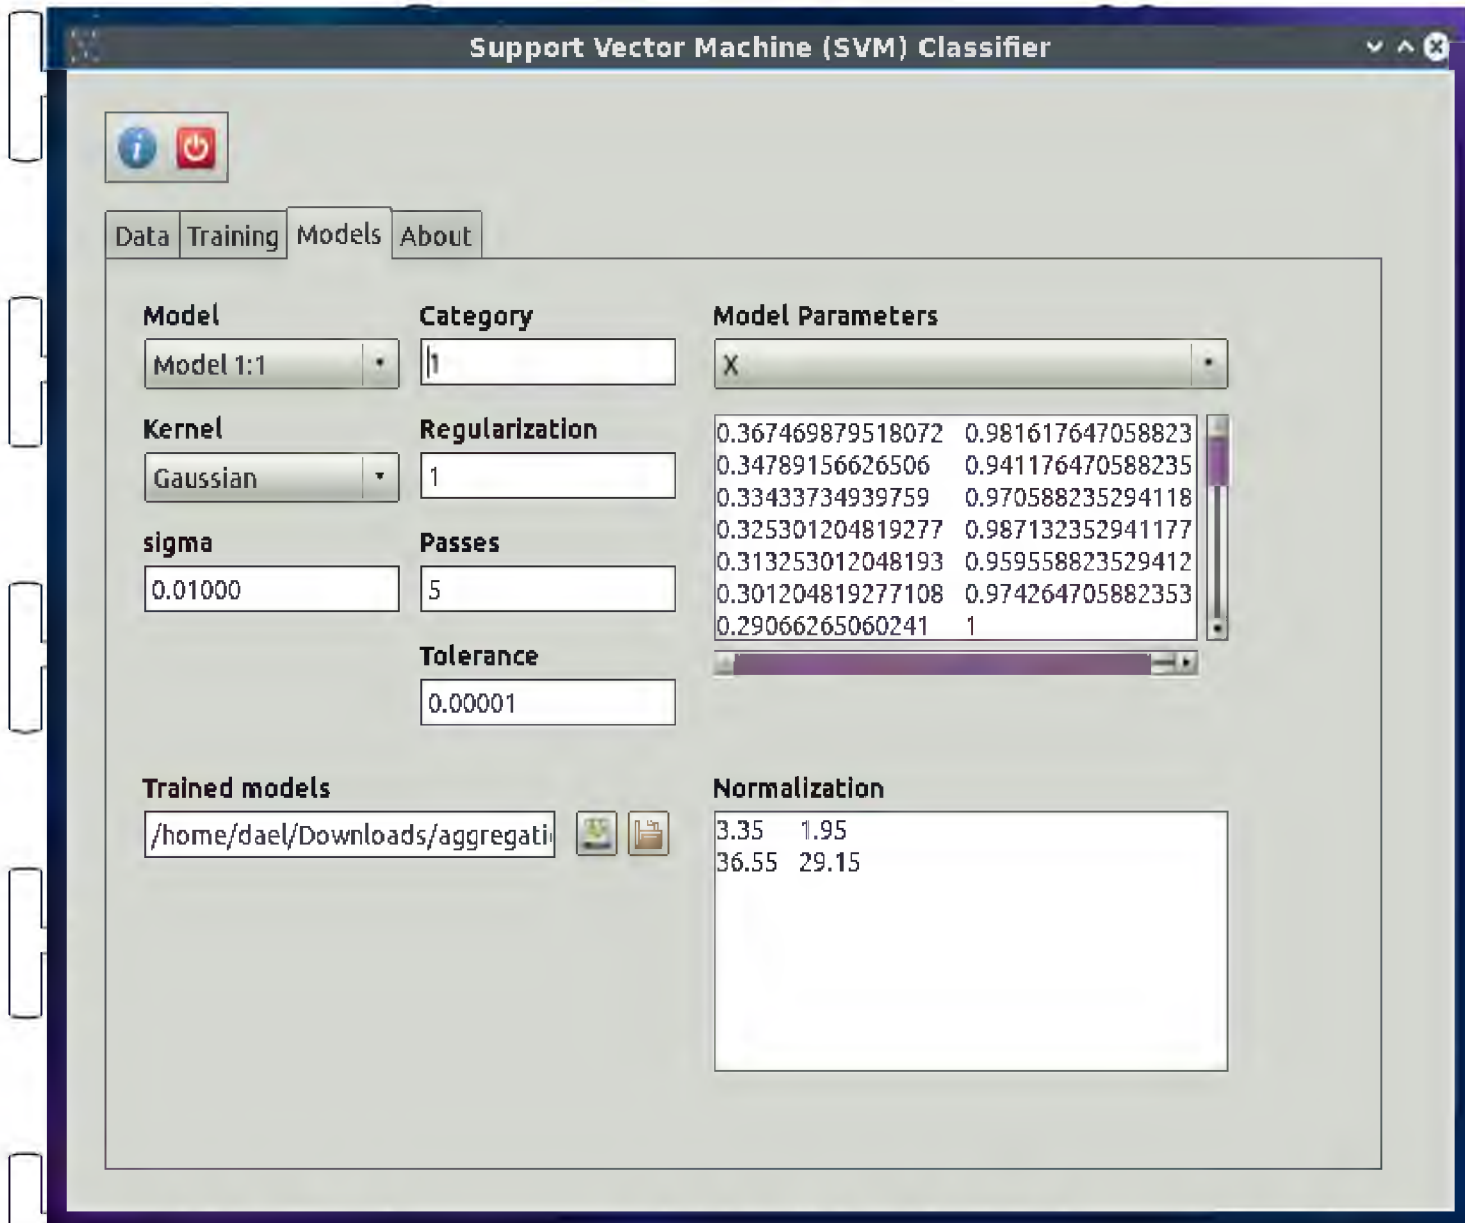 Support Vector Machine (SVM) Classifier
Data Training Models About
Model Category Model Parameters
Model 1:1 1 X
Kernel Regularization
Gaussian 1
sigma Passes
0.01000 5
Tolerance
0.00001
0.367469879518072 0.981617647058823
0.34789156626506 0.941176470588235
0.33433734939759 0.970588235294118
0.325301204819277 0.987132352941177
0.313253012048193 0.959558823529412
0.301204819277108 0.974264705882353
0.29066265060241 1
Trained models Normalization
/home/dael/Downloads/aggregati
3.35 1.95
36.55 29.15